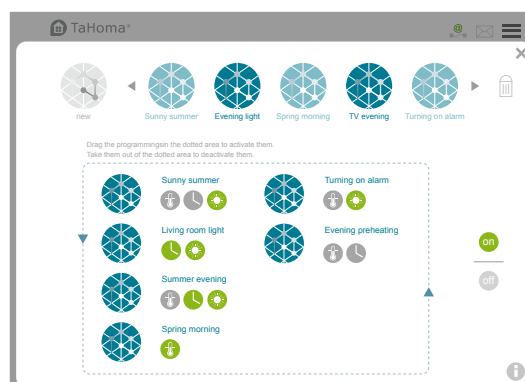 TaHoma®
new
Sunny summer
Evening light
Spring morning
TV evening
Turning on alarm
Drag the programmingsin the dotted area to activate them.
Take them out of the dotted area to deactivate them.
Sunny summer
Turning on alarm
Living room light
Evening preheating
on
Summer evening
off
Spring morning